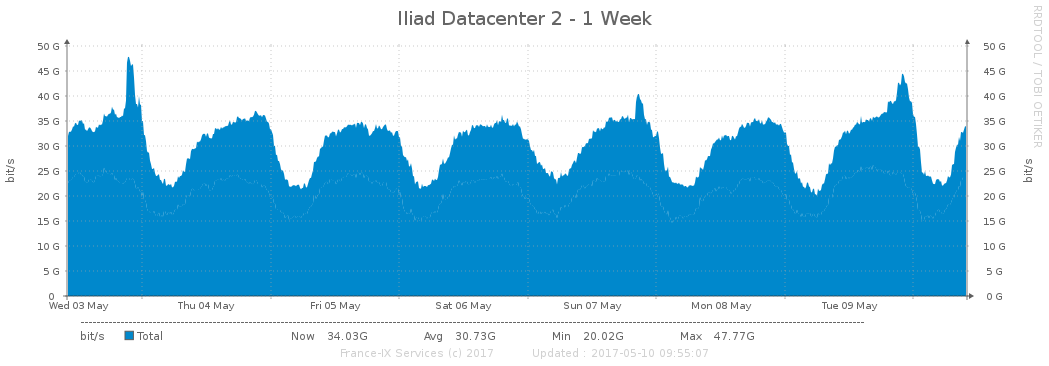 Iliad Datacenter 2 - 1 Week
RRDTOOL / TOBI OETIKER
50 G 50 G
45 G 45 G
40 G 40 G
35 G 35 G
30 G 30 G
25 G 25 G
20 G 20 G
15 G 15 G
10 G 10 G
5 G 5 G
0 0 G
bit/s bit/s
Wed 03 May Thu 04 May Fri 05 May Sat 06 May Sun 07 May Mon 08 May Tue 09 May
bit/s Total Now 34.03G Avg 30.73G Min 20.02G Max 47.77G
France-IX Services (c) 2017 Updated : 2017-05-10 09:55:07